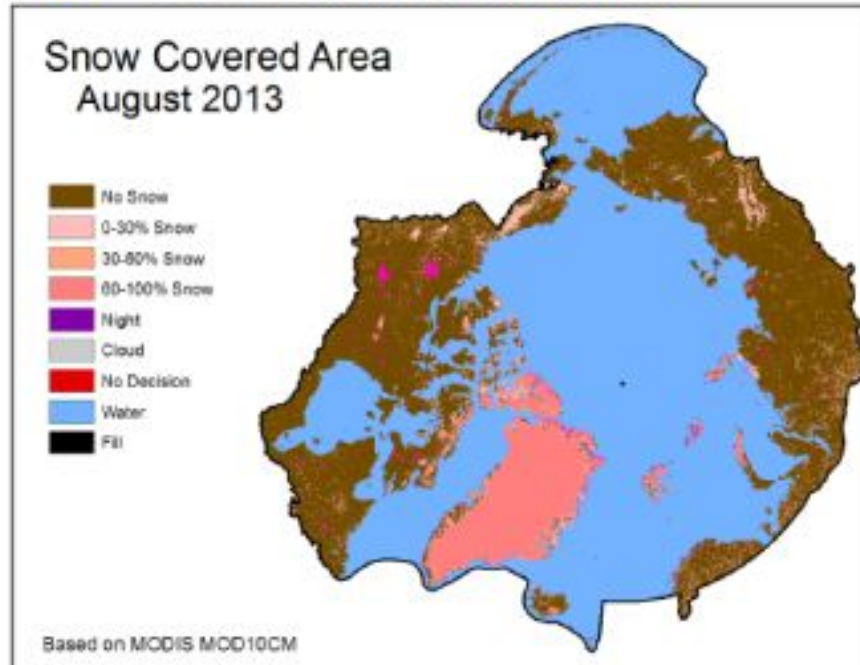 Snow Covered Area
August 2013
No Snow
0-30% Snow
30-60% Snow
60-100% Snow
Night
Cloud
No Decision
Water
Fill
Based on MODIS MOD10CM